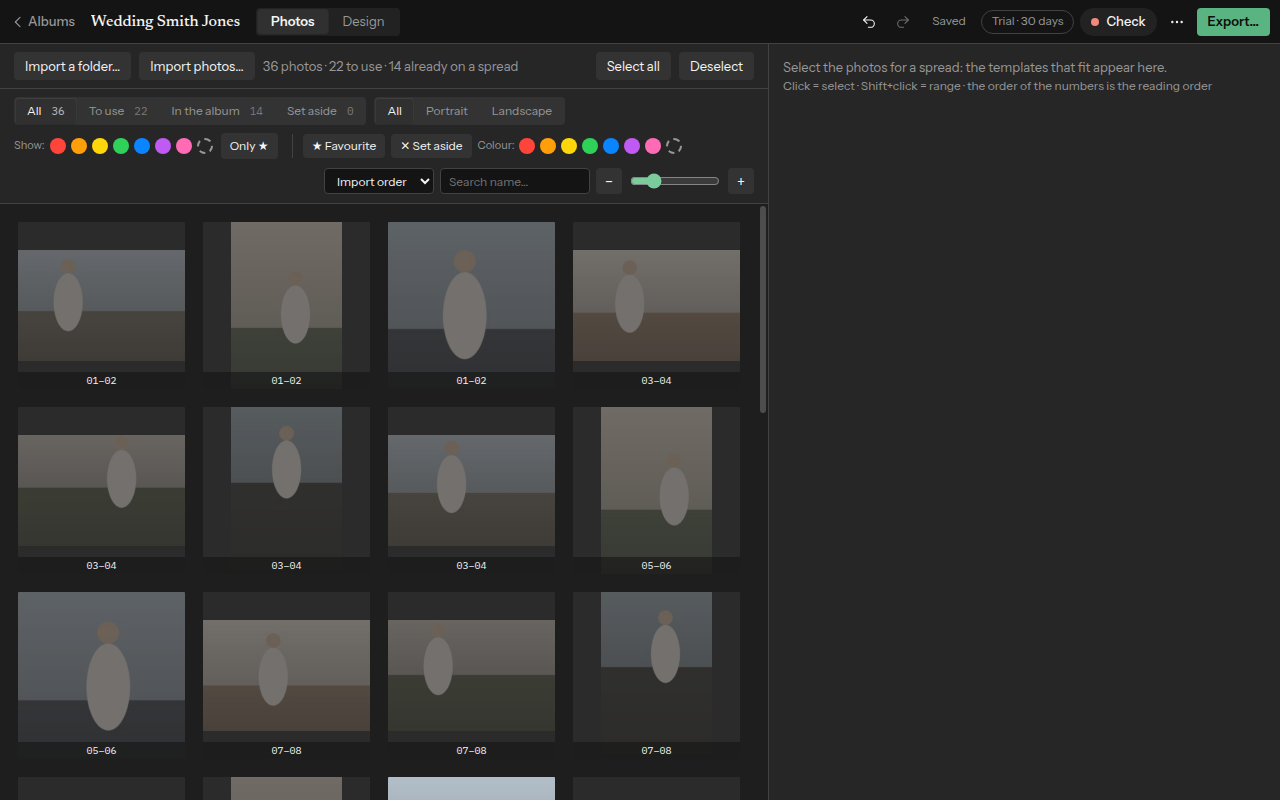 Albums Wedding Smith Jones Photos Design Saved Trial · 30 days Check ··· Export...
Import a folder... Import photos... 36 photos · 22 to use · 14 already on a spread Select all Deselect
All 36 To use 22 In the album 14 Set aside 0 All Portrait Landscape
Show: Only ★ ★ Favourite ✕ Set aside Colour:
Import order Search name... − +
01–02 01–02 01–02 03–04
03–04 03–04 03–04 05–06
05–06 07–08 07–08 07–08
Select the photos for a spread: the templates that fit appear here.
Click = select · Shift+click = range · the order of the numbers is the reading order